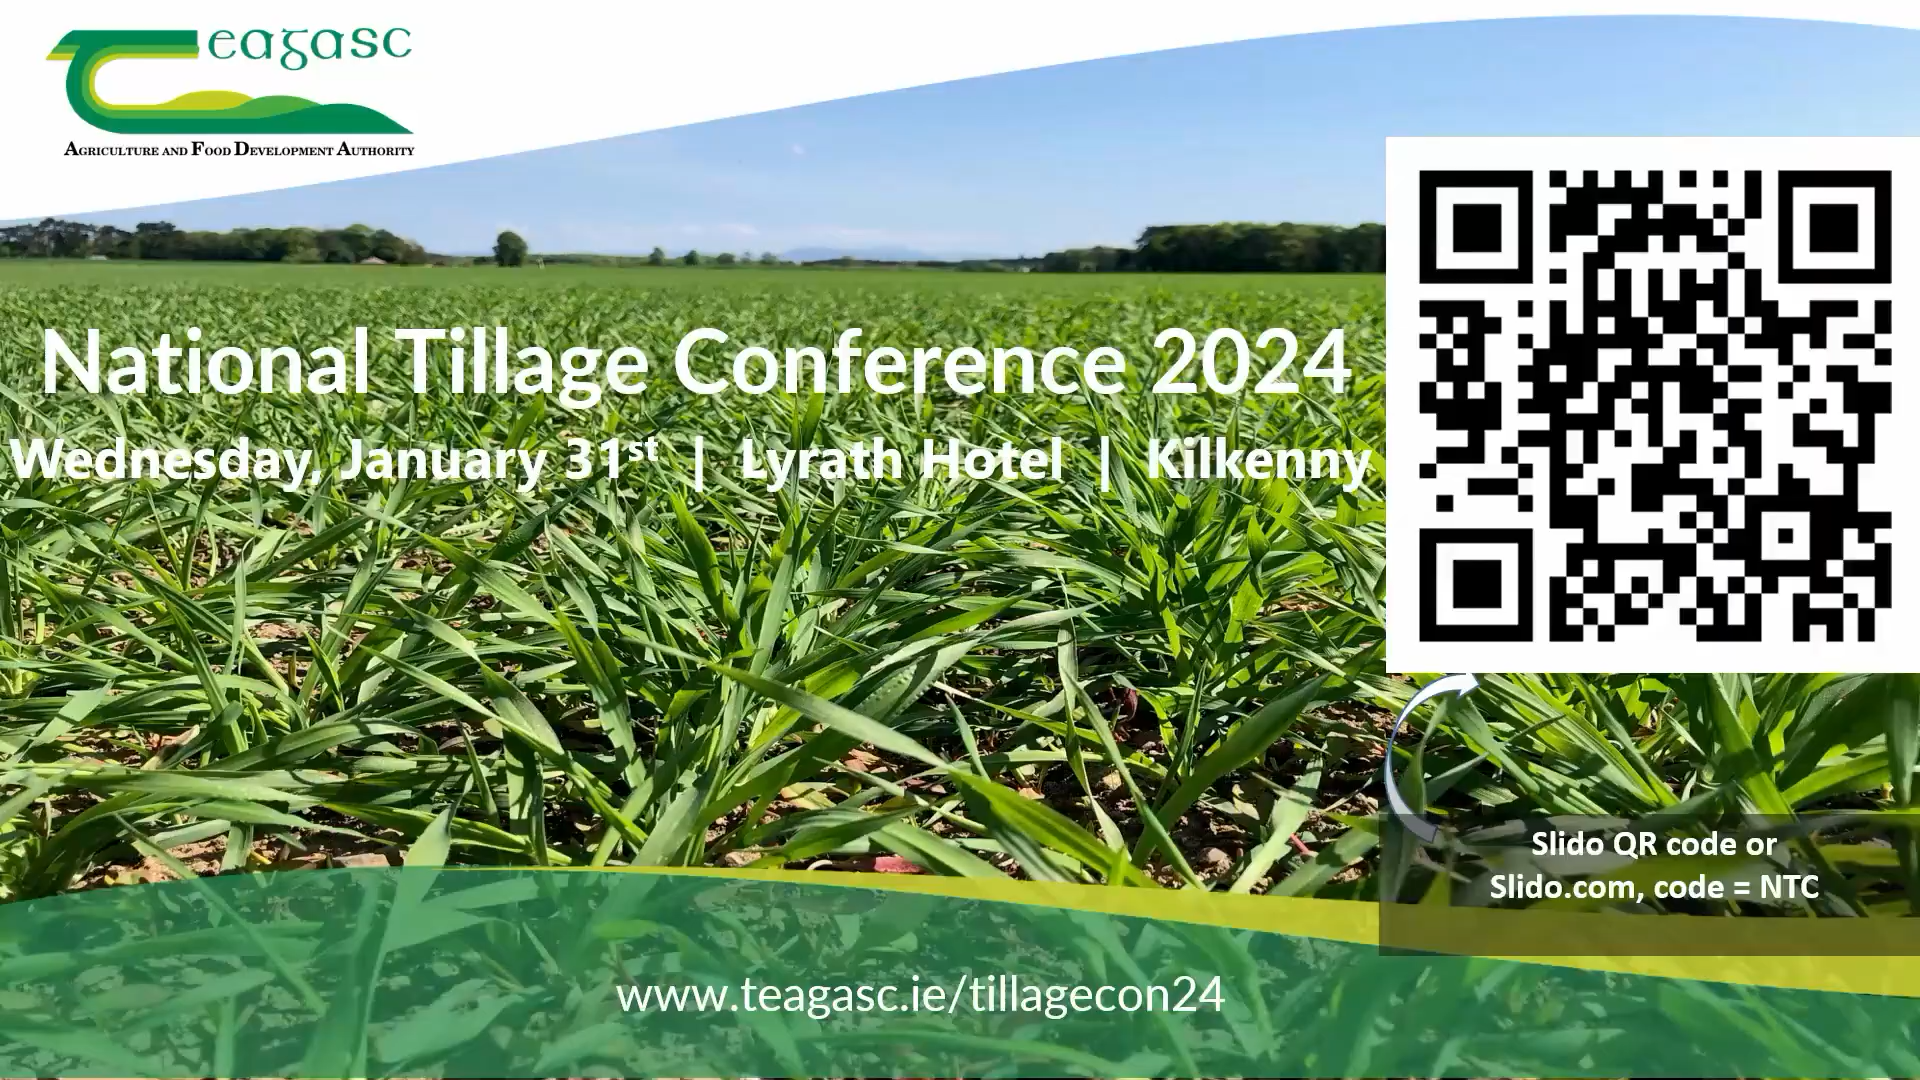 Teagasc
AGRICULTURE AND FOOD DEVELOPMENT AUTHORITY
National Tillage Conference 2024
Wednesday, January 31st | Lyrath Hotel | Kilkenny
Slido QR code or
Slido.com, code = NTC
www.teagasc.ie/tillagecon24